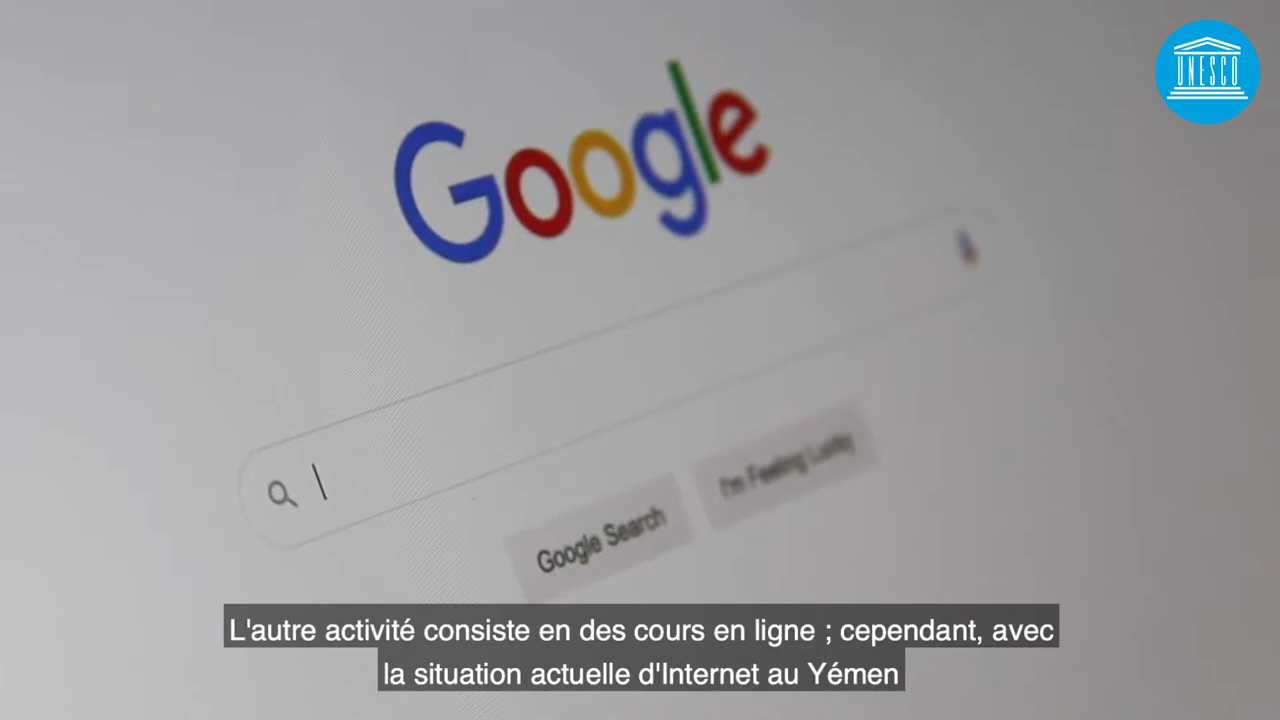 UNESCO
Google
Google Search
I'm Feeling Lucky
L'autre activité consiste en des cours en ligne ; cependant, avec
la situation actuelle d'Internet au Yémen